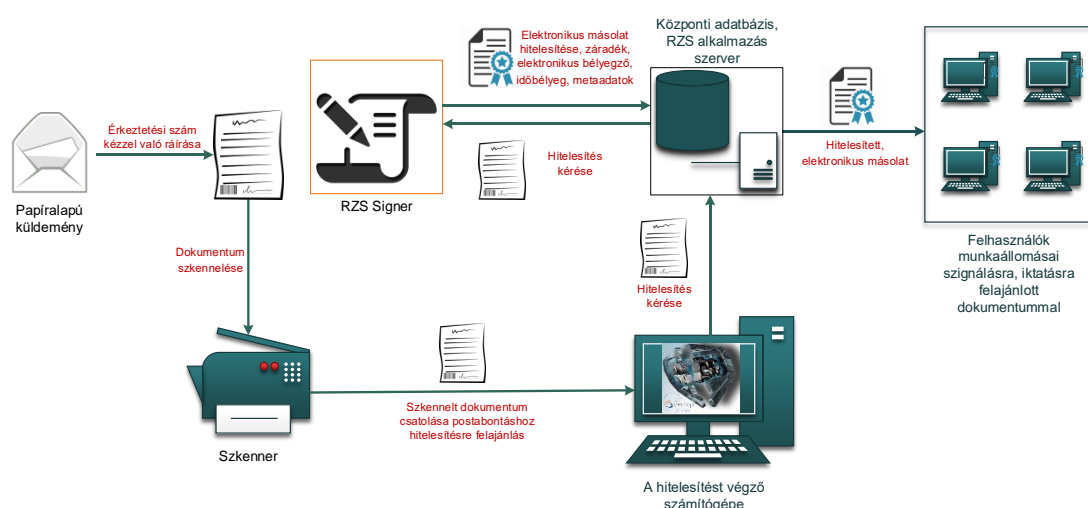 Elektronikus másolat
hitelesítése, záradék,
elektronikus bélyegző,
időbélyeg, metaadatok
Központi adatbázis,
RZS alkalmazás
szerver
Érkeztetési szám
kézzel való ráírása
Papíralapú
küldemény
RZS Signer
Hitelesítés
kérése
Hitelesített,
elektronikus másolat
Felhasználók
munkaállomásai
szignálásra, iktatásra
felajánlott
dokumentummal
Dokumentum
szkennelése
Hitelesítés
kérése
Szkennelt dokumentum
csatolása postabontáshoz
hitelesítésre felajánlás
Szkenner
A hitelesítést végző
számítógépe